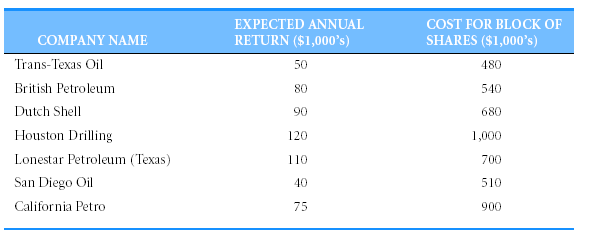 COMPANY NAME EXPECTED ANNUAL RETURN ($1,000’s) COST FOR BLOCK OF SHARES ($1,000’s)
Trans-Texas Oil 50 480
British Petroleum 80 540
Dutch Shell 90 680
Houston Drilling 120 1,000
Lonestar Petroleum (Texas) 110 700
San Diego Oil 40 510
California Petro 75 900